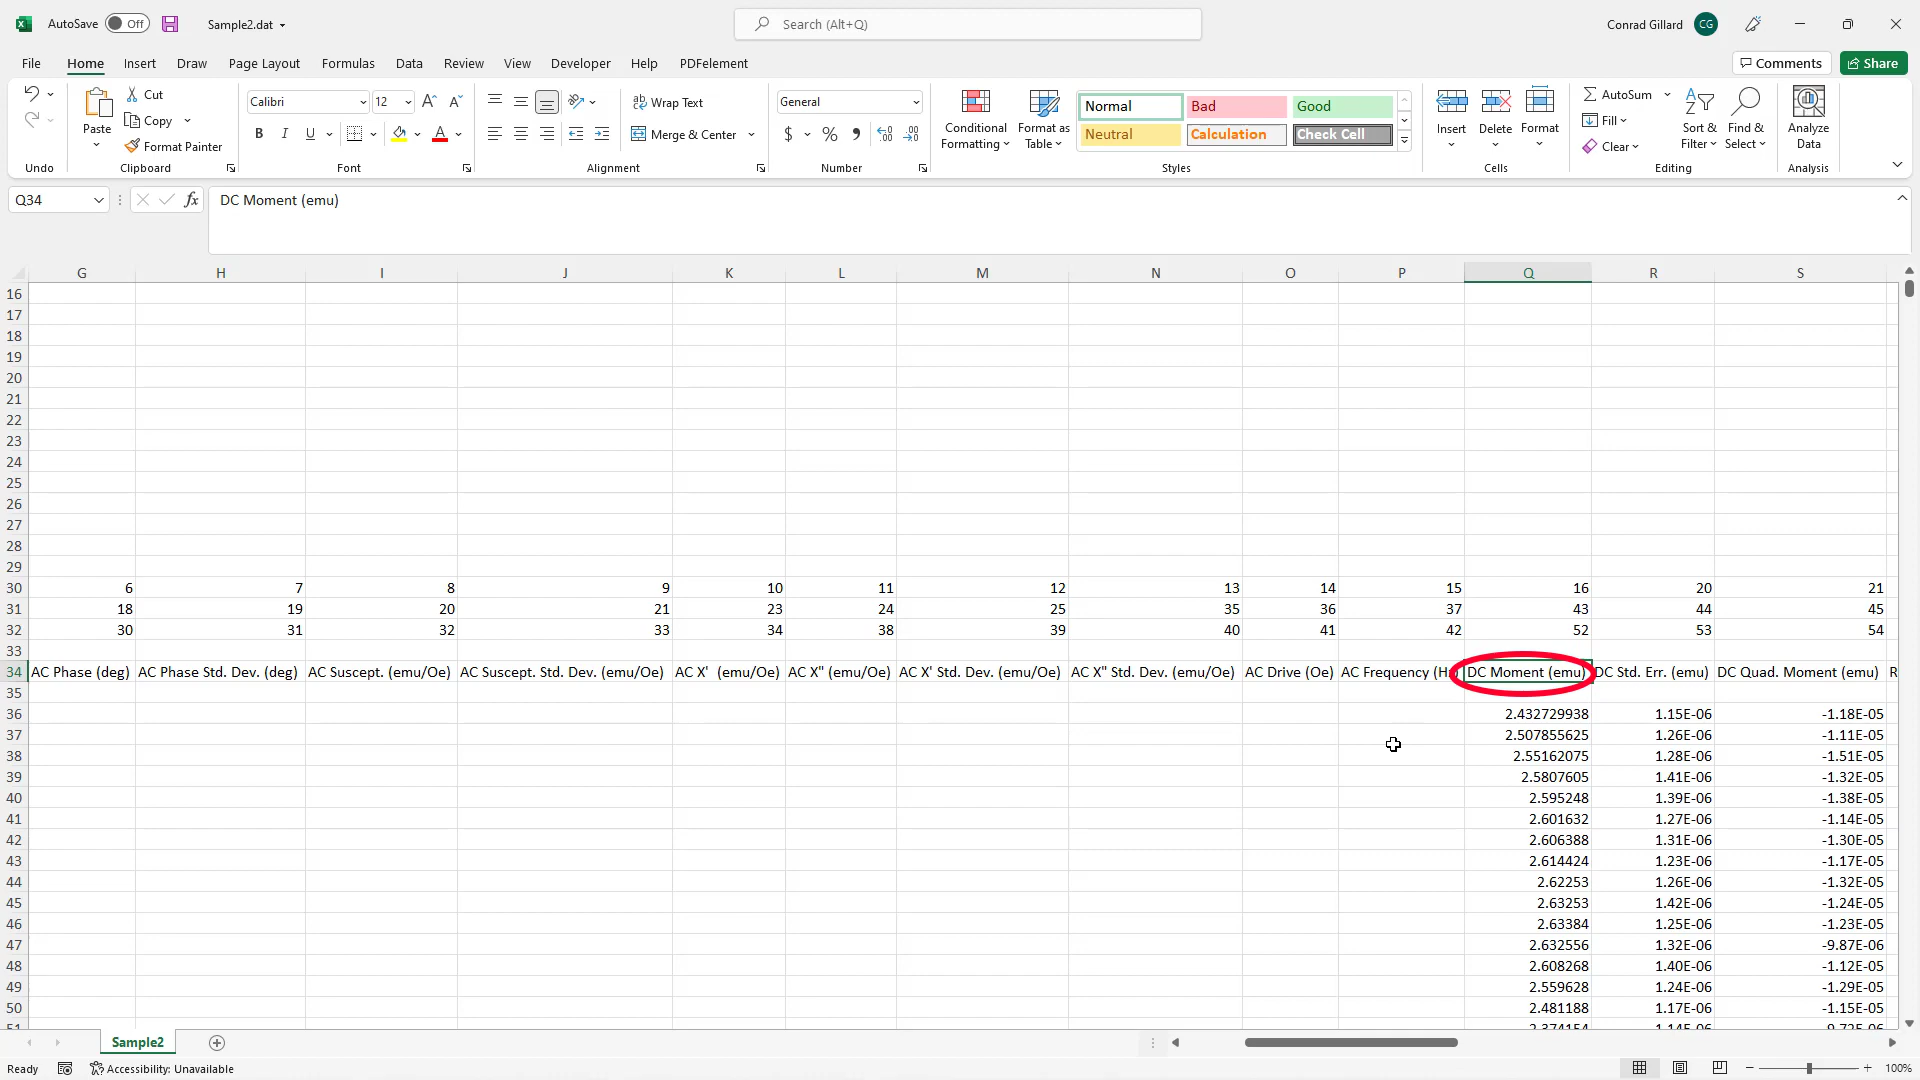 AutoSave Off Sample2.dat Search (Alt+Q) Conrad Gillard CG
File Home Insert Draw Page Layout Formulas Data Review View Developer Help PDFelement Comments Share
Cut Calibri 12 Wrap Text General Normal Bad Good AutoSum
Paste Copy Conditional Formatting Format as Table Insert Delete Format Fill Sort & Filter Find & Select Analyze Data
Format Painter B I U A Merge & Center $ % Neutral Calculation Check Cell Clear
Undo Clipboard Font Alignment Number Styles Cells Editing Analysis
Q34 fx DC Moment (emu)
G H I J K L M N O P Q R S
16
17
18
19
20
21
22
23
24
25
26
27
28
29
30 6 7 8 9 10 11 12 13 14 15 16 20 21
31 18 19 20 21 23 24 25 35 36 37 43 44 45
32 30 31 32 33 34 38 39 40 41 42 52 53 54
33
34 AC Phase (deg) AC Phase Std. Dev. (deg) AC Suscept. (emu/Oe) AC Suscept. Std. Dev. (emu/Oe) AC X' (emu/Oe) AC X" (emu/Oe) AC X' Std. Dev. (emu/Oe) AC X" Std. Dev. (emu/Oe) AC Drive (Oe) AC Frequency DC Moment (emu) DC Std. Err. (emu) DC Quad. Moment (emu) R
35
36 2.432729938 1.15E-06 -1.18E-05
37 2.507855625 1.26E-06 -1.11E-05
38 2.55162075 1.28E-06 -1.51E-05
39 2.5807605 1.41E-06 -1.32E-05
40 2.595248 1.39E-06 -1.38E-05
41 2.601632 1.27E-06 -1.14E-05
42 2.606388 1.31E-06 -1.30E-05
43 2.614424 1.23E-06 -1.17E-05
44 2.62253 1.26E-06 -1.32E-05
45 2.63253 1.42E-06 -1.24E-05
46 2.63384 1.25E-06 -1.23E-05
47 2.632556 1.32E-06 -9.87E-06
48 2.608268 1.40E-06 -1.12E-05
49 2.559628 1.24E-06 -1.29E-05
50 2.481188 1.17E-06 -1.15E-05
Sample2
Ready Accessibility: Unavailable 100%